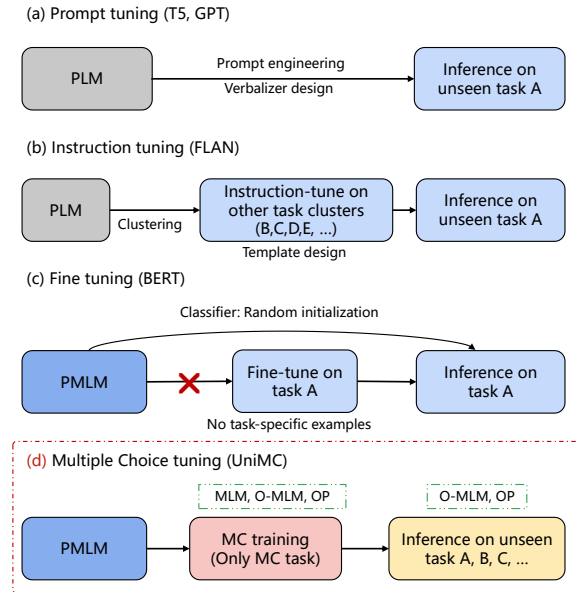 (a) Prompt tuning (T5, GPT)
PLM
Prompt engineering
Verbalizer design
Inference on
unseen task A
(b) Instruction tuning (FLAN)
PLM
Clustering
Instruction-tune on
other task clusters
(B,C,D,E, ...)
Template design
Inference on
unseen task A
(c) Fine tuning (BERT)
Classifier: Random initialization
PMLM
Fine-tune on
task A
No task-specific examples
Inference on
task A
(d) Multiple Choice tuning (UniMC)
MLM, O-MLM, OP
O-MLM, OP
PMLM
MC training
(Only MC task)
Inference on unseen
task A, B, C, ...